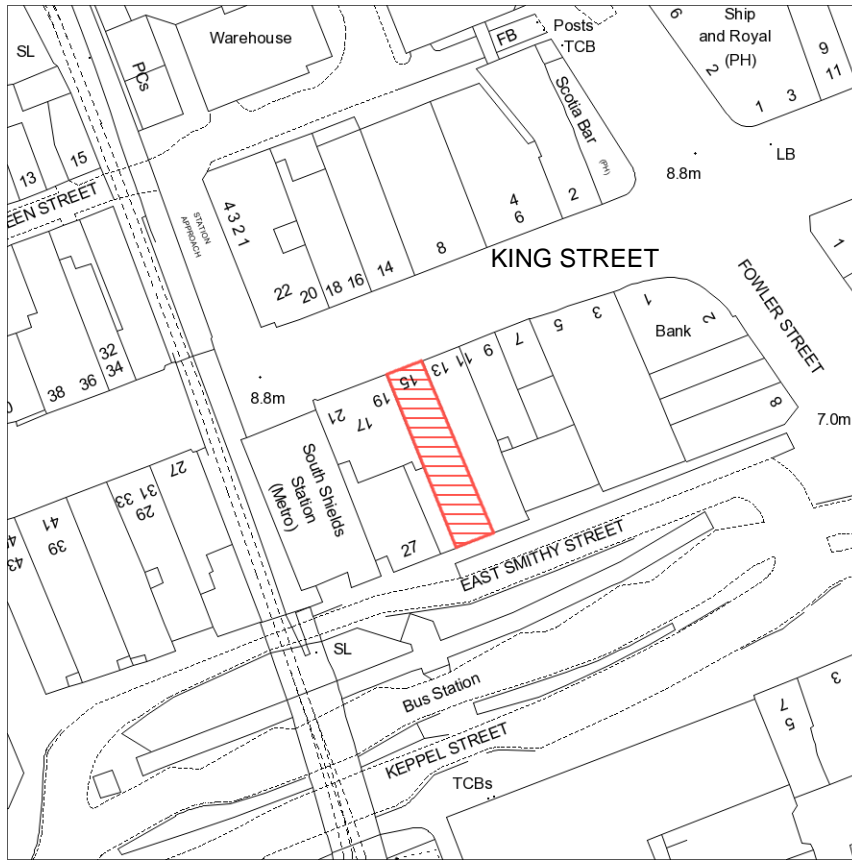 SL
Warehouse
PCs
FB
Posts
TCB
Scotia Bar
(PH)
6
Ship
and Royal
(PH)
2
1
3
9
11
LB
8.8m
13
15
EEN STREET
STATION
APPROACH
4 3 2 1
22
20
18
16
14
8
4
6
2
KING STREET
1
FOWLER STREET
38
36
32
34
8.8m
21
17
19
15
13
11
9
7
5
3
1
Bank
2
8
7.0m
South Shields
Station
(Metro)
27
27
31 33
29
41
39
43
EAST SMITHY STREET
SL
Bus Station
KEPPEL STREET
TCBs
3
7
5